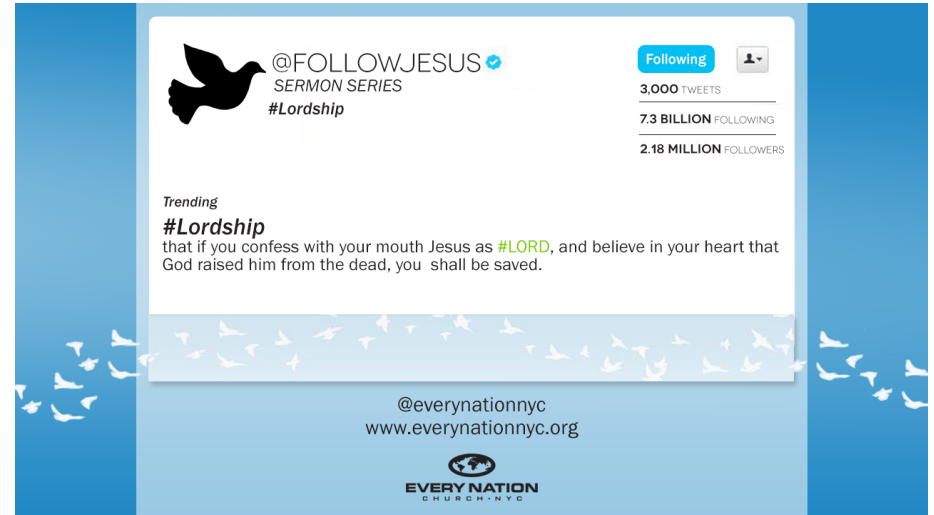 @FOLLOWJESUS
SERMON SERIES
#Lordship
Following
3,000 TWEETS
7.3 BILLION FOLLOWING
2.18 MILLION FOLLOWERS
Trending
#Lordship
that if you confess with your mouth Jesus as #LORD, and believe in your heart that
God raised him from the dead, you  shall be saved.
@everynationnyc
www.everynationnyc.org
EVERY NATION
CHURCH·NYC